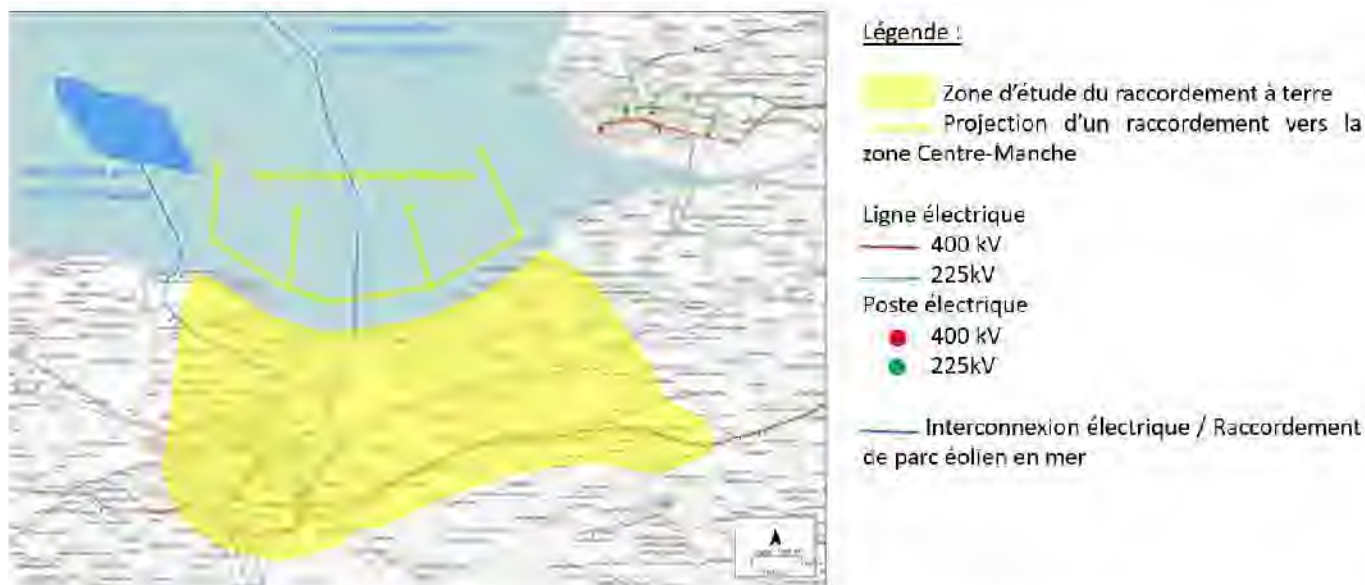 Légende :
Zone d'étude du raccordement à terre
Projection d'un raccordement vers la
zone Centre-Manche
Ligne électrique
400 kV
225kV
Poste électrique
400 kV
225kV
Interconnexion électrique / Raccordement
de parc éolien en mer